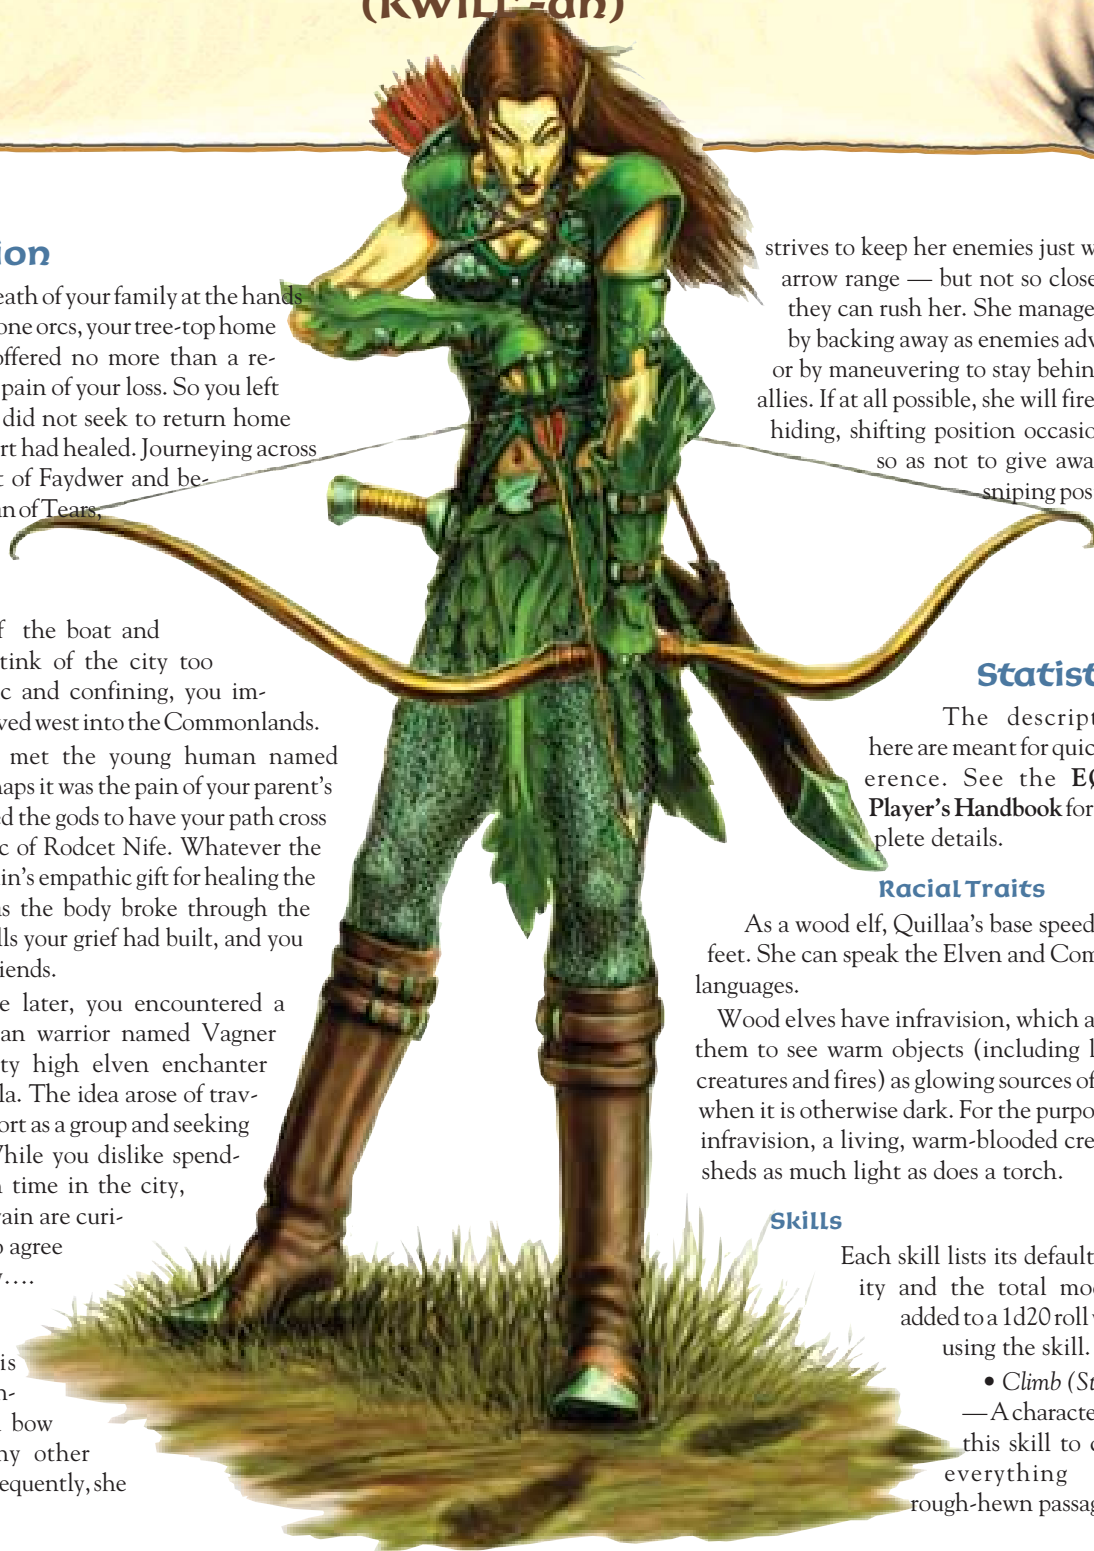 ion
eath of your family at the hands
one orcs, your tree-top home
offered no more than a re-
pain of your loss. So you left
did not seek to return home
rt had healed. Journeying across
t of Faydwer and be-
an of Tears,
f the boat and
tink of the city too
c and confining, you im-
ved west into the Commonlands.
met the young human named
haps it was the pain of your parent's
ed the gods to have your path cross
c of Rodcet Nife. Whatever the
in's empathic gift for healing the
as the body broke through the
lls your grief had built, and you
iends.
e later, you encountered a
an warrior named Vagner
ty high elven enchanter
la. The idea arose of trav-
ort as a group and seeking
While you dislike spend-
n time in the city,
ain are curi-
o agree
y….
is
n-
bow
ny other
equently, she
strives to keep her enemies just w
arrow range — but not so close
they can rush her. She manage
by backing away as enemies adv
or by maneuvering to stay behin
allies. If at all possible, she will fire
hiding, shifting position occasio
so as not to give awa
sniping pos
Statist
The descript
here are meant for quic
erence. See the EQ
Player's Handbook for
plete details.
Racial Traits
As a wood elf, Quillaa's base speed
feet. She can speak the Elven and Com
languages.
Wood elves have infravision, which a
them to see warm objects (including l
creatures and fires) as glowing sources of
when it is otherwise dark. For the purpo
infravision, a living, warm-blooded cre
sheds as much light as does a torch.
Skills
Each skill lists its default
ity and the total mo
added to a 1d20 roll
using the skill.
• Climb (St
— A characte
this skill to c
everything
rough-hewn passag